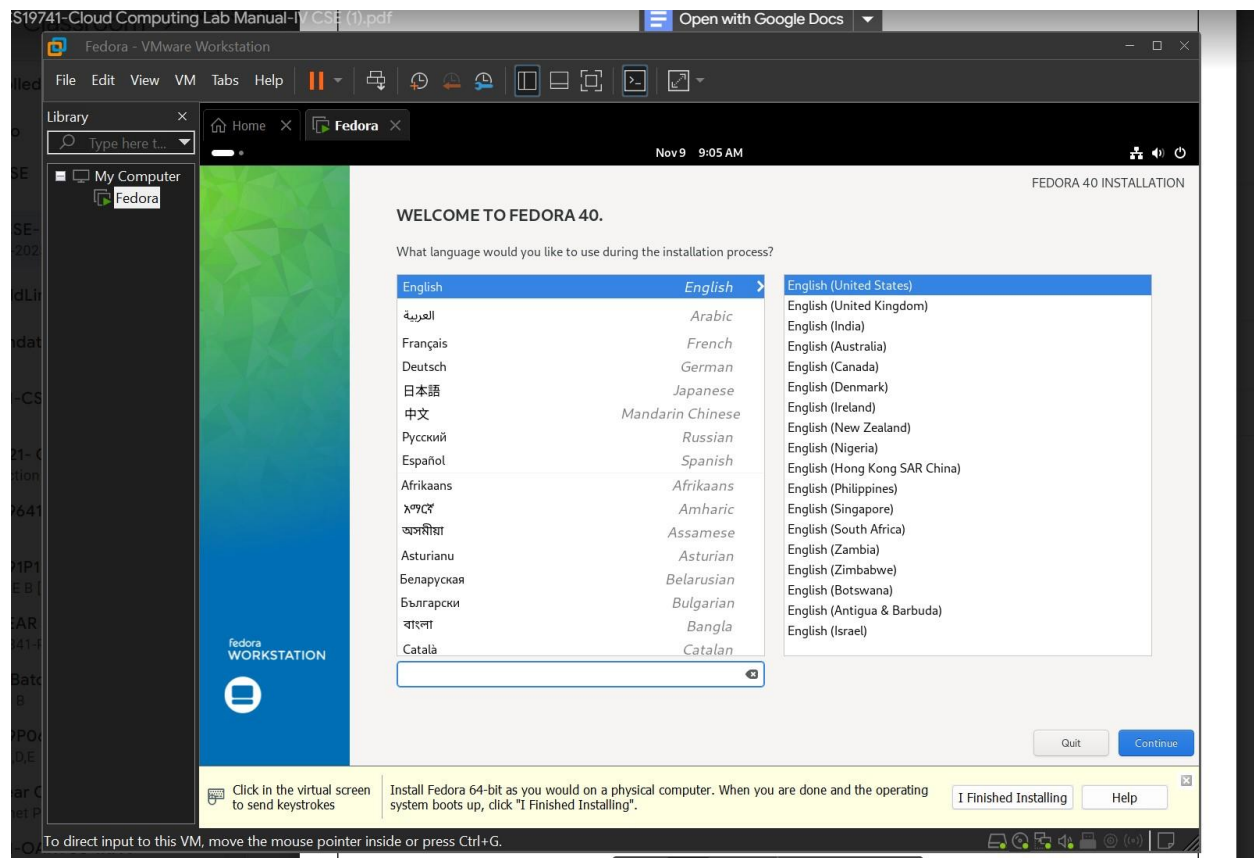 S19741-Cloud Computing Lab Manual-IV CSE (1).pdf
Open with Google Docs
Fedora - VMware Workstation
File Edit View VM Tabs Help
Library
Home
Fedora
Type here t...
Nov 9 9:05 AM
My Computer
Fedora
FEDORA 40 INSTALLATION
WELCOME TO FEDORA 40.
What language would you like to use during the installation process?
English English
العربية Arabic
Français French
Deutsch German
日本語 Japanese
中文 Mandarin Chinese
Русский Russian
Español Spanish
Afrikaans Afrikaans
አማርኛ Amharic
অসমীয়া Assamese
Asturianu Asturian
Беларуская Belarusian
Български Bulgarian
বাংলা Bangla
Català Catalan
English (United States)
English (United Kingdom)
English (India)
English (Australia)
English (Canada)
English (Denmark)
English (Ireland)
English (New Zealand)
English (Nigeria)
English (Hong Kong SAR China)
English (Philippines)
English (Singapore)
English (South Africa)
English (Zambia)
English (Zimbabwe)
English (Botswana)
English (Antigua & Barbuda)
English (Israel)
fedora
WORKSTATION
Quit
Continue
Click in the virtual screen
to send keystrokes
Install Fedora 64-bit as you would on a physical computer. When you are done and the operating
system boots up, click "I Finished Installing".
I Finished Installing
Help
To direct input to this VM, move the mouse pointer inside or press Ctrl+G.